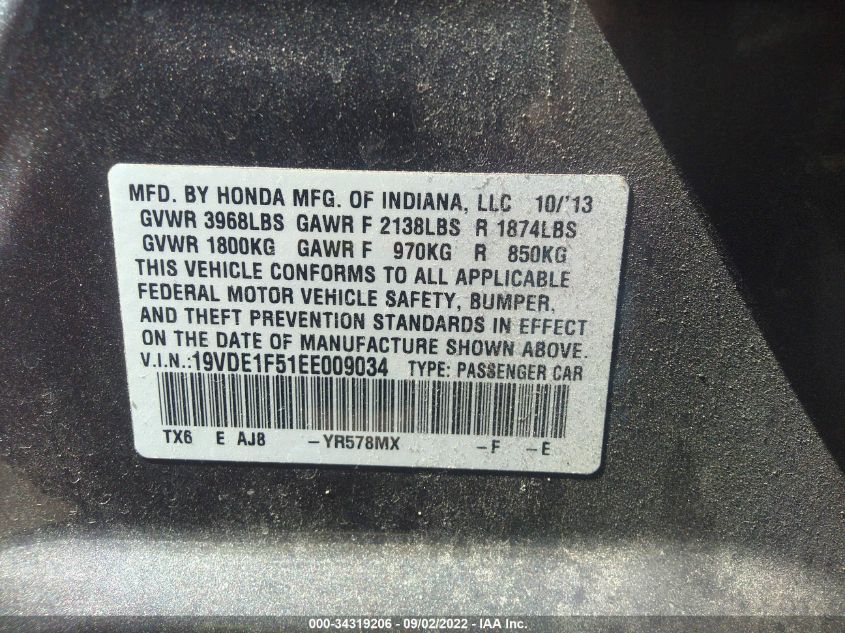 MFD. BY HONDA MFG. OF INDIANA, LLC 10/'13
GVWR 3968LBS GAWR F 2138LBS R 1874LBS
GVWR 1800KG GAWR F 970KG R 850KG
THIS VEHICLE CONFORMS TO ALL APPLICABLE
FEDERAL MOTOR VEHICLE SAFETY, BUMPER,
AND THEFT PREVENTION STANDARDS IN EFFECT
ON THE DATE OF MANUFACTURE SHOWN ABOVE.
V.I.N.:19VDE1F51EE009034 TYPE: PASSENGER CAR
TX6 E AJ8 -YR578MX -F -E
000-34319206 - 09/02/2022 - IAA Inc.